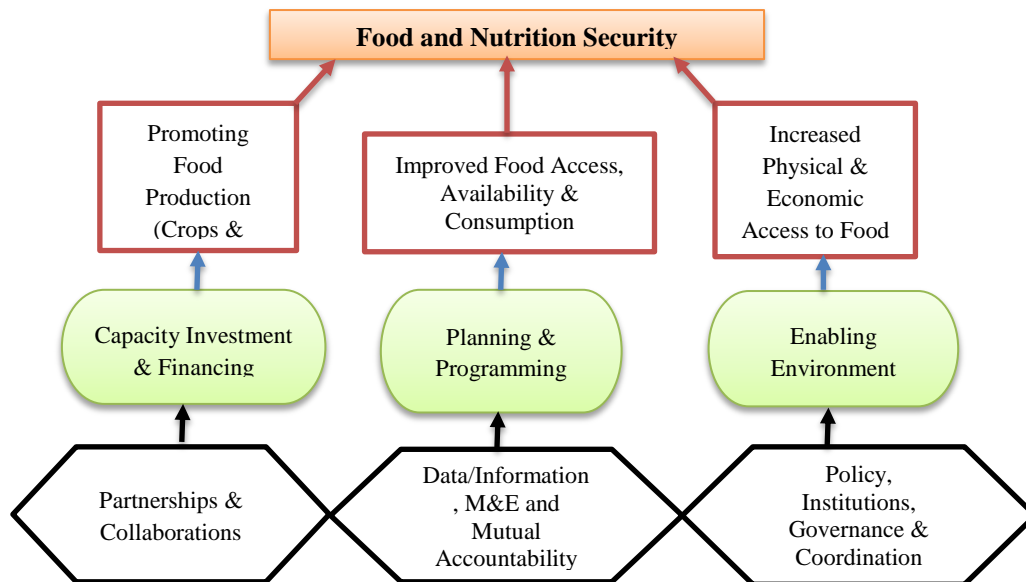 Food and Nutrition Security
Promoting
Food
Production
(Crops &
Improved Food Access,
Availability &
Consumption
Increased
Physical &
Economic
Access to Food
Capacity Investment
& Financing
Planning &
Programming
Enabling
Environment
Partnerships &
Collaborations
Data/Information
, M&E and
Mutual
Accountability
Policy,
Institutions,
Governance &
Coordination